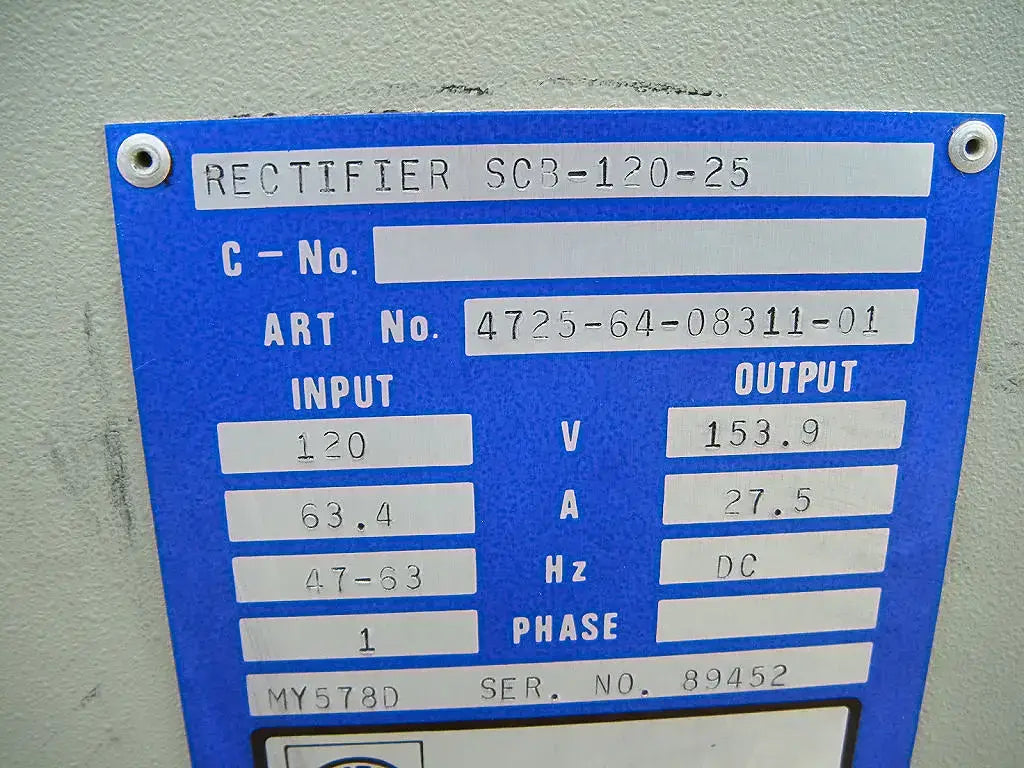 RECTIFIER SCB-120-25
C-No.
ART No. 4725-64-08311-01
INPUT OUTPUT
120 V 153.9
63.4 A 27.5
47-63 Hz DC
1 PHASE
MY578D SER. NO. 89452